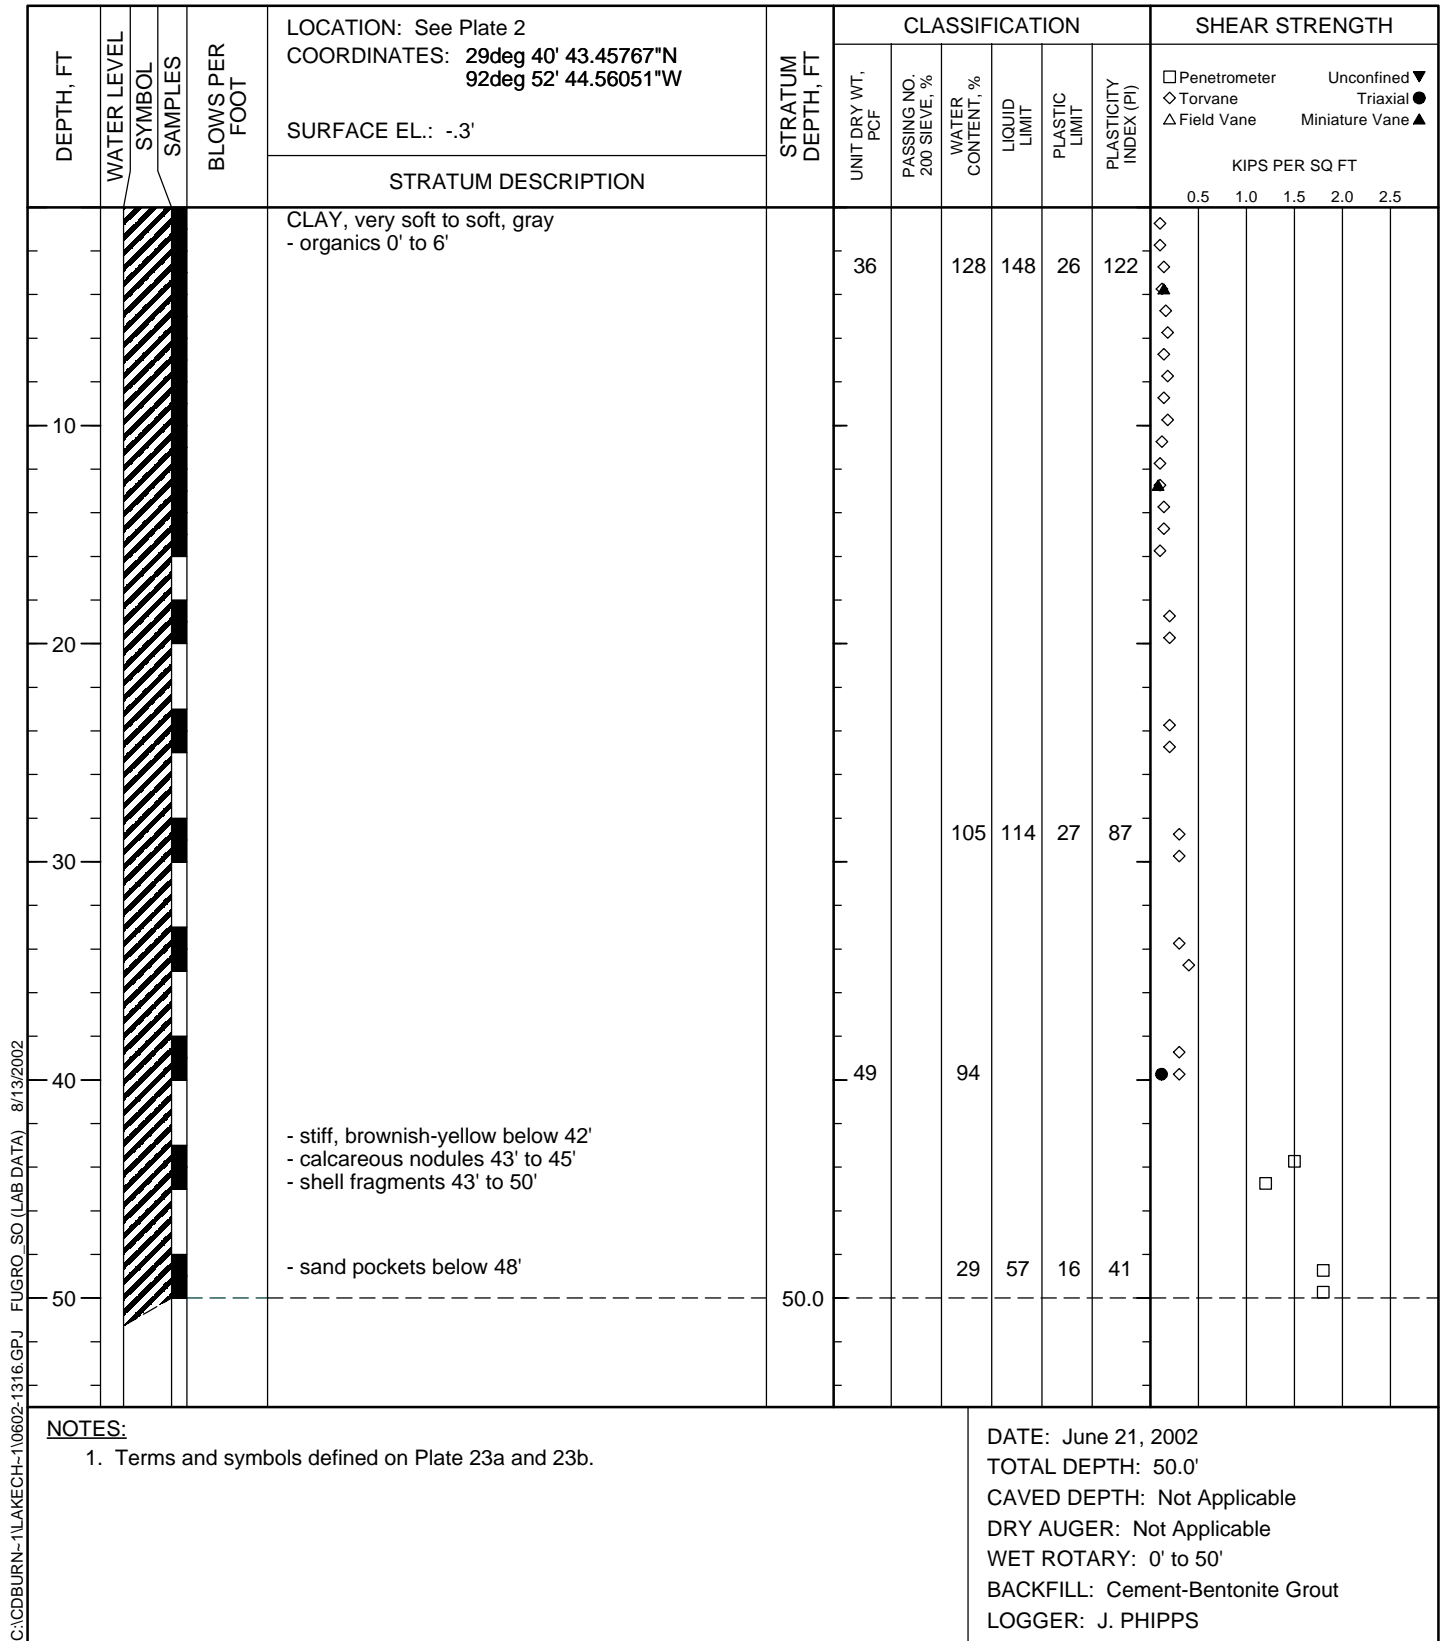 DEPTH, FT
WATER LEVEL
SYMBOL
SAMPLES
BLOWS PER
FOOT
LOCATION: See Plate 2
COORDINATES: 29deg 40' 43.45767"N
92deg 52' 44.56051"W
SURFACE EL.: -.3'
STRATUM DESCRIPTION
STRATUM
DEPTH, FT
CLASSIFICATION
UNIT DRY WT,
PCF
PASSING NO.
200 SIEVE, %
WATER
CONTENT, %
LIQUID
LIMIT
PLASTIC
LIMIT
PLASTICITY
INDEX (PI)
SHEAR STRENGTH
Penetrometer Unconfined
Torvane Triaxial
Field Vane Miniature Vane
KIPS PER SQ FT
0.5 1.0 1.5 2.0 2.5
CLAY, very soft to soft, gray
- organics 0' to 6'
36 128 148 26 122
10
20
105 114 27 87
30
40
49 94
- stiff, brownish-yellow below 42'
- calcareous nodules 43' to 45'
- shell fragments 43' to 50'
- sand pockets below 48'
29 57 16 41
50
50.0
NOTES:
1. Terms and symbols defined on Plate 23a and 23b.
DATE: June 21, 2002
TOTAL DEPTH: 50.0'
CAVED DEPTH: Not Applicable
DRY AUGER: Not Applicable
WET ROTARY: 0' to 50'
BACKFILL: Cement-Bentonite Grout
LOGGER: J. PHIPPS
C:\CDBURN~1\LAKECH~1\0602-1316.GPJ FUGRO_SO (LAB DATA) 8/13/2002